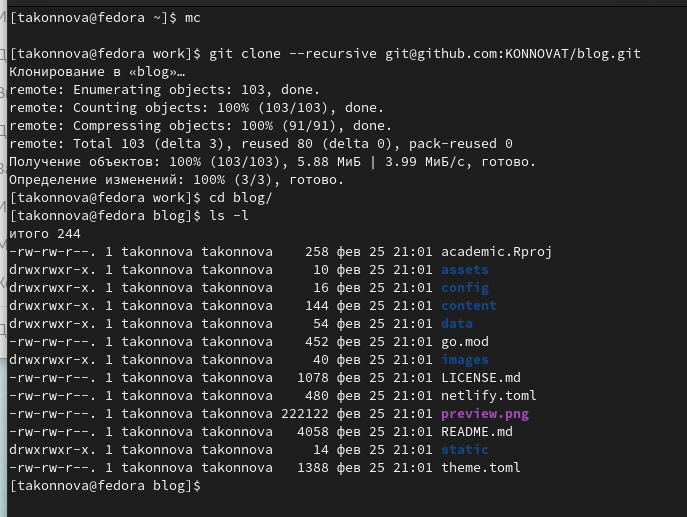 [takonnova@fedora ~]$ mc
[takonnova@fedora work]$ git clone --recursive git@github.com:KONNOVAT/blog.git
Клонирование в «blog»…
remote: Enumerating objects: 103, done.
remote: Counting objects: 100% (103/103), done.
remote: Compressing objects: 100% (91/91), done.
remote: Total 103 (delta 3), reused 80 (delta 0), pack-reused 0
Получение объектов: 100% (103/103), 5.88 МиБ | 3.99 МиБ/с, готово.
Определение изменений: 100% (3/3), готово.
[takonnova@fedora work]$ cd blog/
[takonnova@fedora blog]$ ls -l
итого 244
-rw-rw-r--. 1 takonnova takonnova    258 фев 25 21:01 academic.Rproj
drwxrwxr-x. 1 takonnova takonnova     10 фев 25 21:01 assets
drwxrwxr-x. 1 takonnova takonnova     16 фев 25 21:01 config
drwxrwxr-x. 1 takonnova takonnova    144 фев 25 21:01 content
drwxrwxr-x. 1 takonnova takonnova     54 фев 25 21:01 data
-rw-rw-r--. 1 takonnova takonnova    452 фев 25 21:01 go.mod
drwxrwxr-x. 1 takonnova takonnova     40 фев 25 21:01 images
-rw-rw-r--. 1 takonnova takonnova   1078 фев 25 21:01 LICENSE.md
-rw-rw-r--. 1 takonnova takonnova    480 фев 25 21:01 netlify.toml
-rw-rw-r--. 1 takonnova takonnova 222122 фев 25 21:01 preview.png
-rw-rw-r--. 1 takonnova takonnova   4058 фев 25 21:01 README.md
drwxrwxr-x. 1 takonnova takonnova     14 фев 25 21:01 static
-rw-rw-r--. 1 takonnova takonnova   1388 фев 25 21:01 theme.toml
[takonnova@fedora blog]$